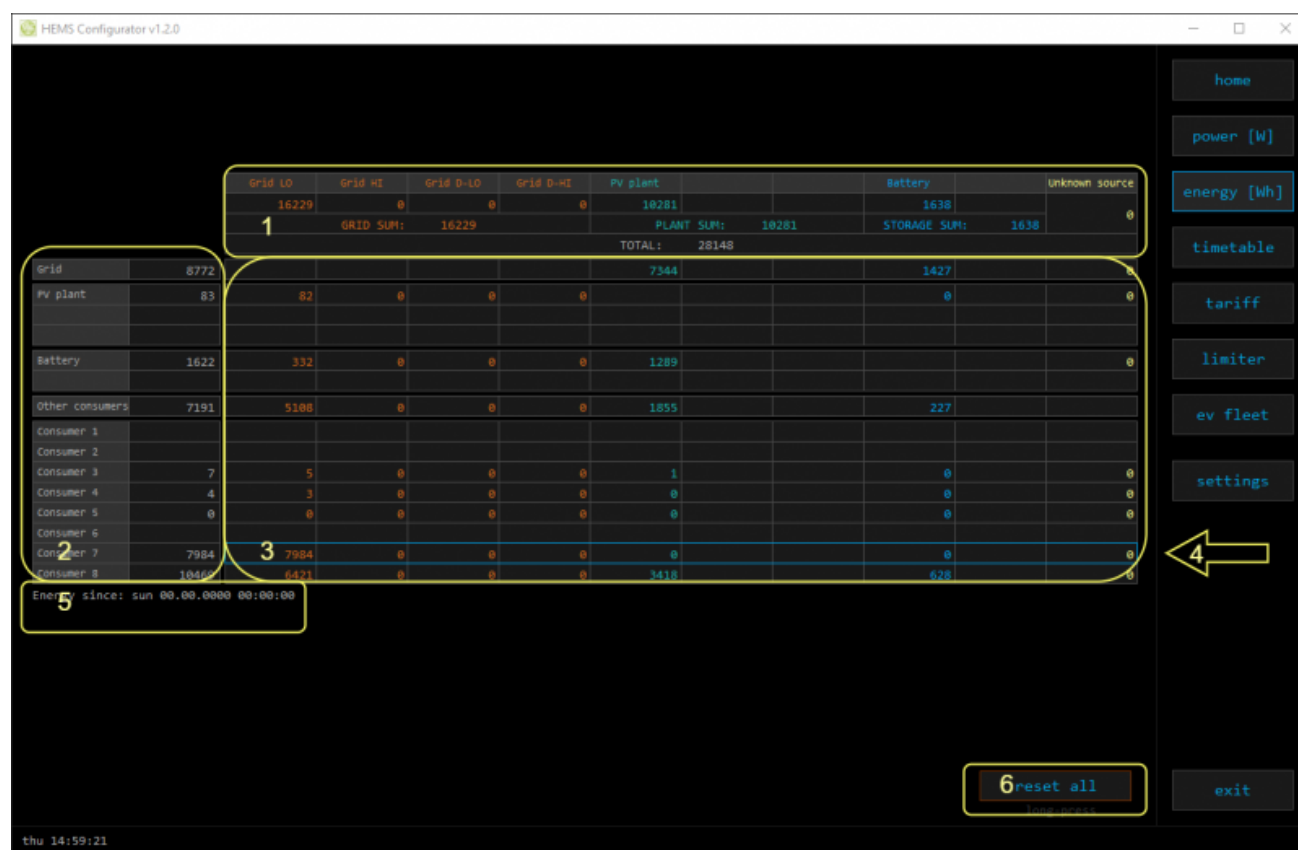 HEMS Configurator v1.2.0
home
power [W]
Grid LO Grid HI Grid D-LO Grid D-HI PV plant Battery Unknown source
energy [Wh]
16229 0 0 0 10281 1638 0
1 GRID SUM: 16229 PLANT SUM: 10281 STORAGE SUM: 1638
TOTAL: 28148
timetable
Grid 8772 7344 1427 0
PV plant 83 82 0 0 0 0 0
tariff
Battery 1622 332 0 0 0 1289 0
limiter
Other consumers 7191 5108 0 0 0 1855 227
ev fleet
Consumer 1
Consumer 2
Consumer 3 7 5 0 0 0 1 0 0
Consumer 4 4 3 0 0 0 0 0 0
settings
Consumer 5 0 0 0 0 0 0 0 0
Consumer 6
2 Consumer 7 7984 3 7984 0 0 0 0 0 0 4
Consumer 8 10469 6421 0 0 0 3418 628 0
Energy since: sun 00.00.0000 00:00:00
5
6 reset all
exit
long-press
thu 14:59:21